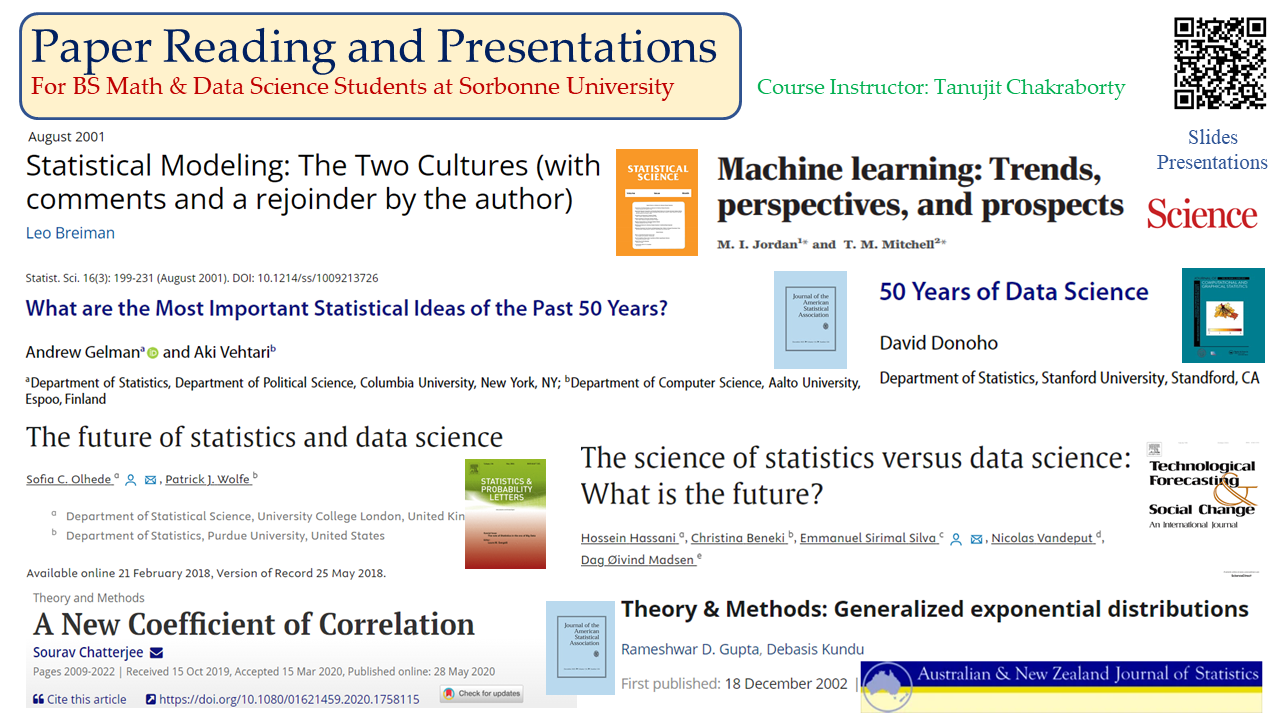 Paper Reading and Presentations
For BS Math & Data Science Students at Sorbonne University
Course Instructor: Tanujit Chakraborty
Slides
Presentations
August 2001
Statistical Modeling: The Two Cultures (with
comments and a rejoinder by the author)
Leo Breiman
Statist. Sci. 16(3): 199-231 (August 2001). DOI: 10.1214/ss/1009213726
STATISTICAL
SCIENCE
Machine learning: Trends,
perspectives, and prospects
M. I. Jordan¹* and T. M. Mitchell²*
Science
What are the Most Important Statistical Ideas of the Past 50 Years?
Andrew Gelmanᵃ and Aki Vehtariᵇ
ᵃDepartment of Statistics, Department of Political Science, Columbia University, New York, NY; ᵇDepartment of Computer Science, Aalto University,
Espoo, Finland
Journal of the
American
Statistical
Association
50 Years of Data Science
David Donoho
Department of Statistics, Stanford University, Standford, CA
COMPUTATIONAL AND
GRAPHICAL STATISTICS
The future of statistics and data science
Sofia C. Olhede ᵃ, Patrick J. Wolfe ᵇ
ᵃ Department of Statistical Science, University College London, United Kin
ᵇ Department of Statistics, Purdue University, United States
Available online 21 February 2018, Version of Record 25 May 2018.
STATISTICS &
PROBABILITY
LETTERS
The science of statistics versus data science:
What is the future?
Hossein Hassani ᵃ, Christina Beneki ᵇ, Emmanuel Sirimal Silva ᶜ, Nicolas Vandeput ᵈ,
Dag Øivind Madsen ᵉ
Technological
Forecasting
&
Social Change
An International Journal
Theory and Methods
A New Coefficient of Correlation
Sourav Chatterjee
Pages 2009-2022 | Received 15 Oct 2019, Accepted 15 Mar 2020, Published online: 28 May 2020
Cite this article https://doi.org/10.1080/01621459.2020.1758115 Check for updates
Journal of the
American
Statistical
Association
Theory & Methods: Generalized exponential distributions
Rameshwar D. Gupta, Debasis Kundu
First published: 18 December 2002 |
Australian & New Zealand Journal of Statistics